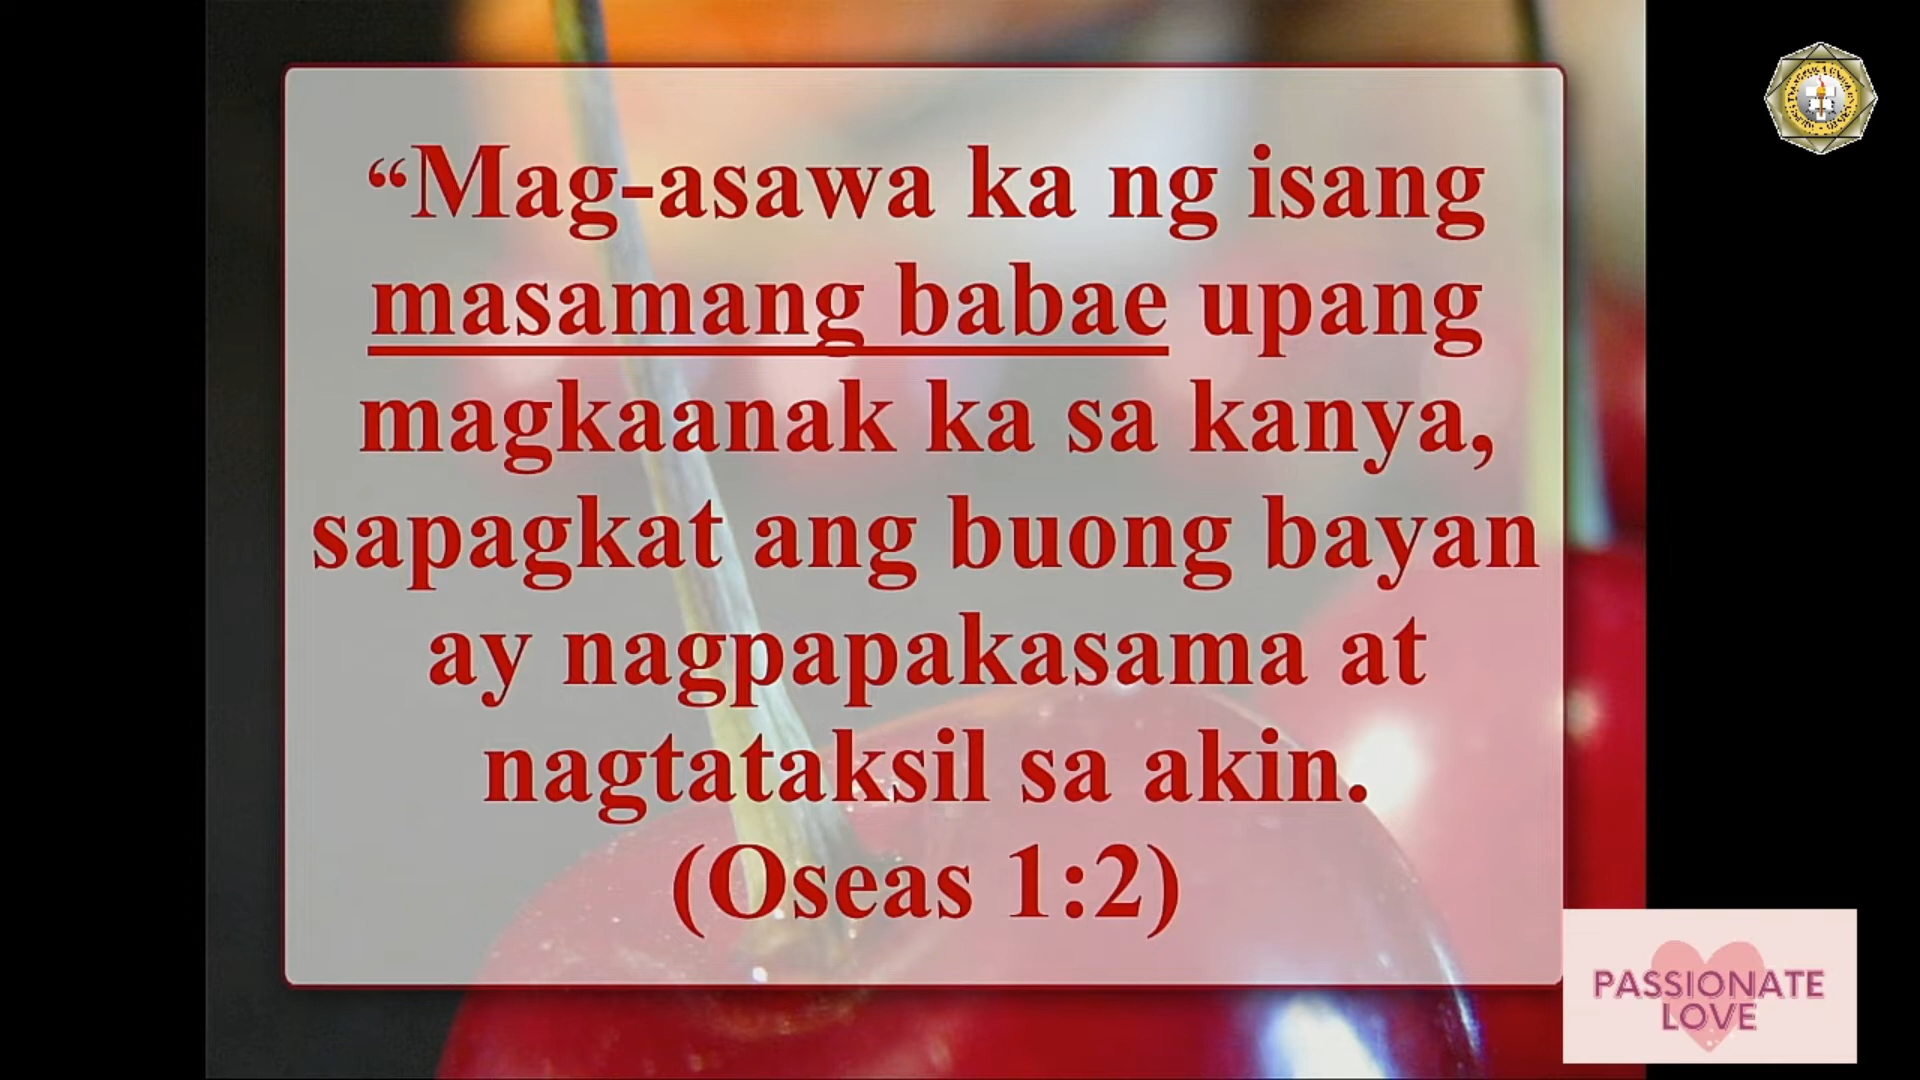 “Mag-asawa ka ng isang
masamang babae upang
magkaanak ka sa kanya,
sapagkat ang buong bayan
ay nagpapakasama at
nagtataksil sa akin.
(Oseas 1:2)
PASSIONATE
LOVE